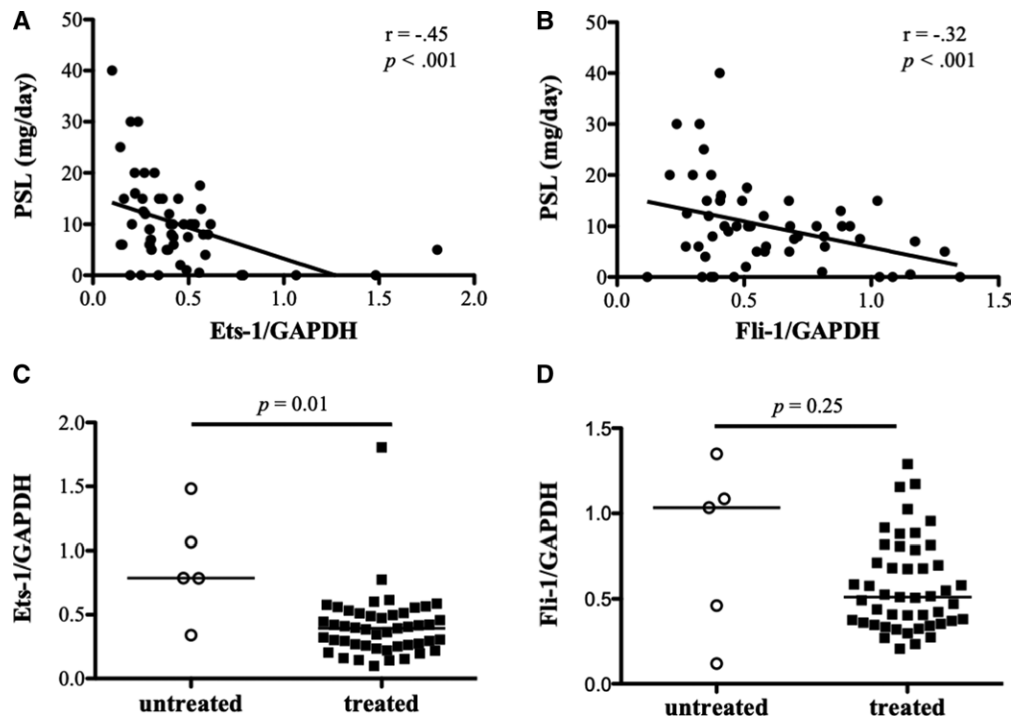 A
50
40
30
20
10
0
PSL (mg/day)
r = -.45
p < .001
0.0 0.5 1.0 1.5 2.0
Ets-1/GAPDH
B
50
40
30
20
10
0
PSL (mg/day)
r = -.32
p < .001
0.0 0.5 1.0 1.5
Fli-1/GAPDH
C
p = 0.01
2.0
1.5
1.0
0.5
0.0
Ets-1/GAPDH
untreated treated
D
p = 0.25
1.5
1.0
0.5
0.0
Fli-1/GAPDH
untreated treated